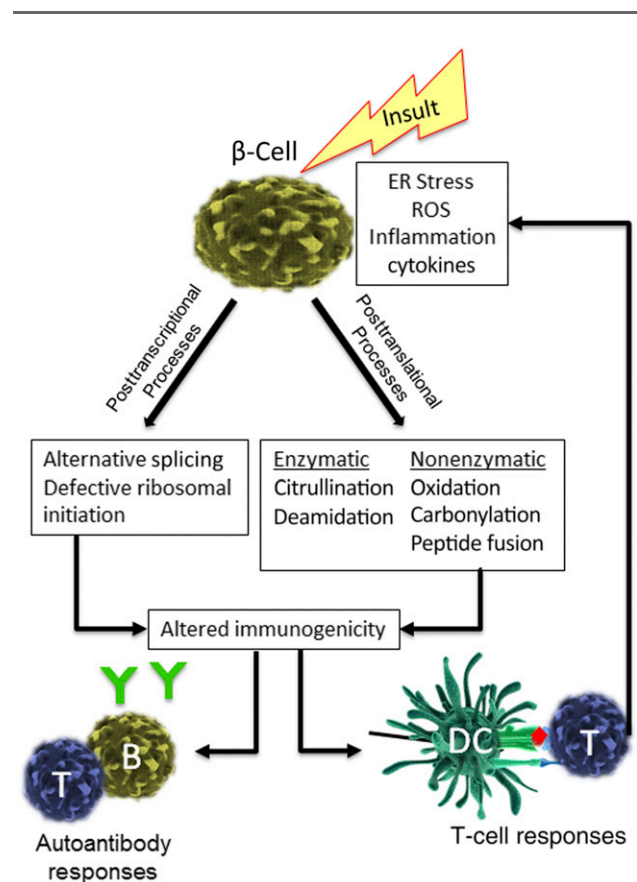 Insult
β-Cell
ER Stress
ROS
Inflammation
cytokines
Posttranscriptional
Processes
Posttranslational
Processes
Alternative splicing
Defective ribosomal
initiation
Enzymatic
Citrullination
Deamidation
Nonenzymatic
Oxidation
Carbonylation
Peptide fusion
Altered immunogenicity
T
B
DC
T
Autoantibody
responses
T-cell responses